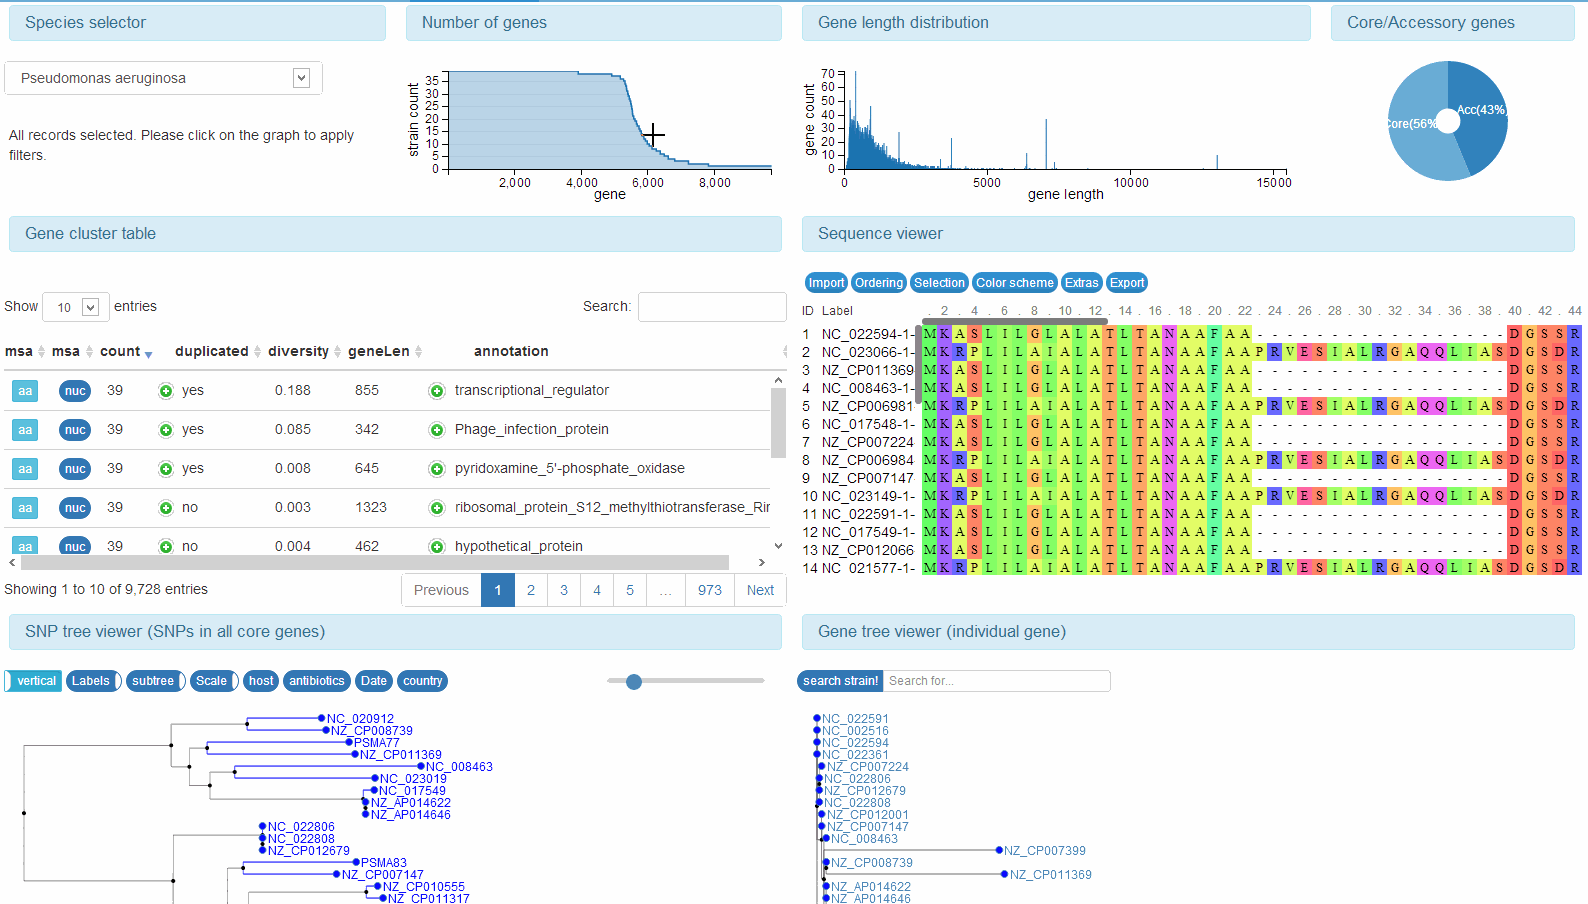 Species selector
Number of genes
Gene length distribution
Core/Accessory genes
Pseudomonas aeruginosa
All records selected. Please click on the graph to apply
filters.
strain count
35
30
25
20
15
10
5
0
2,000 4,000 6,000 8,000
gene
gene count
70
60
50
40
30
20
10
0
0 5000 10000 15000
gene length
Core(56%
Acc(43%)
Gene cluster table
Show 10 entries
Search:
msa msa count duplicated diversity geneLen annotation
aa nuc 39 yes 0.188 855 transcriptional_regulator
aa nuc 39 yes 0.085 342 Phage_infection_protein
aa nuc 39 yes 0.008 645 pyridoxamine_5'-phosphate_oxidase
aa nuc 39 no 0.003 1323 ribosomal_protein_S12_methylthiotransferase_Rir
aa nuc 39 no 0.004 462 hypothetical_protein
Showing 1 to 10 of 9,728 entries
Previous 1 2 3 4 5 … 973 Next
Sequence viewer
Import Ordering Selection Color scheme Extras Export
ID Label . 2 . 4 . 6 . 8 . 10 . 12 . 14 . 16 . 18 . 20 . 22 . 24 . 26 . 28 . 30 . 32 . 34 . 36 . 38 . 40 . 42 . 44
1 NC_022594-1- MKASLILGLALATLTANAAFAA-----------------DGSSR
2 NC_023066-1- MKRPLILAIALATLTANAAFAAPRVESIALRGAQQLIASDGSDR
3 NZ_CP011369 MKASLILGLALATLTANAAFAA-----------------DGSSR
4 NC_008463-1- MKASLILGLALATLTANAAFAA-----------------DGSSR
5 NZ_CP006981 MKRPLILAIALATLTANAAFAAPRVESIALRGAQQLIASDGSDR
6 NC_017548-1- MKASLILGLALATLTANAAFAA-----------------DGSSR
7 NZ_CP007224 MKASLILGLALATLTANAAFAA-----------------DGSSR
8 NZ_CP006984 MKRPLILAIALATLTANAAFAAPRVESIALRGAQQLIASDGSDR
9 NZ_CP007147 MKASLILGLALATLTANAAFAA-----------------DGSSR
10 NC_023149-1- MKRPLILAIALATLTANAAFAAPRVESIALRGAQQLIASDGSDR
11 NC_022591-1- MKASLILGLALATLTANAAFAA-----------------DGSSR
12 NC_017549-1- MKASLILGLALATLTANAAFAA-----------------DGSSR
13 NZ_CP012066 MKASLILGLALATLTANAAFAA-----------------DGSSR
14 NC_021577-1- MKRPLILAIALATLTANAAFAAPRVESIALRGAQQLIASDGSDR
SNP tree viewer (SNPs in all core genes)
vertical Labels subtree Scale host antibiotics Date country
NC_020912
NZ_CP008739
PSMA77
NZ_CP011369
NC_008463
NC_023019
NC_017549
NZ_AP014622
NZ_AP014646
NC_022806
NC_022808
NZ_CP012679
PSMA83
NZ_CP007147
NZ_CP010555
NZ_CP011317
Gene tree viewer (individual gene)
search strain! Search for...
NC_022591
NC_002516
NC_022594
NC_022361
NZ_CP007224
NC_022806
NZ_CP012679
NC_022808
NZ_CP012001
NZ_CP007147
NC_008463
NZ_CP007399
NZ_CP008739
NZ_CP011369
NZ_AP014622
NZ_AP014646